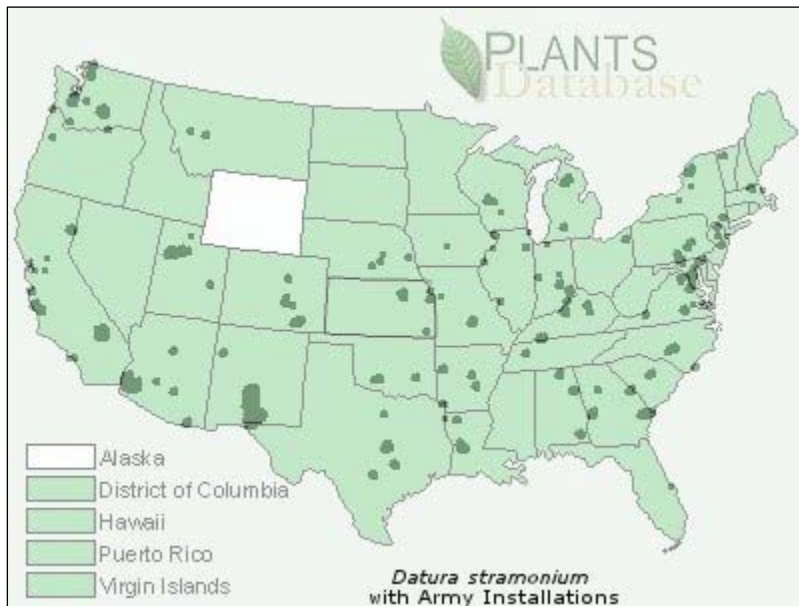 PLANTS
Database
Alaska
District of Columbia
Hawaii
Puerto Rico
Virgin Islands
Datura stramonium
with Army Installations